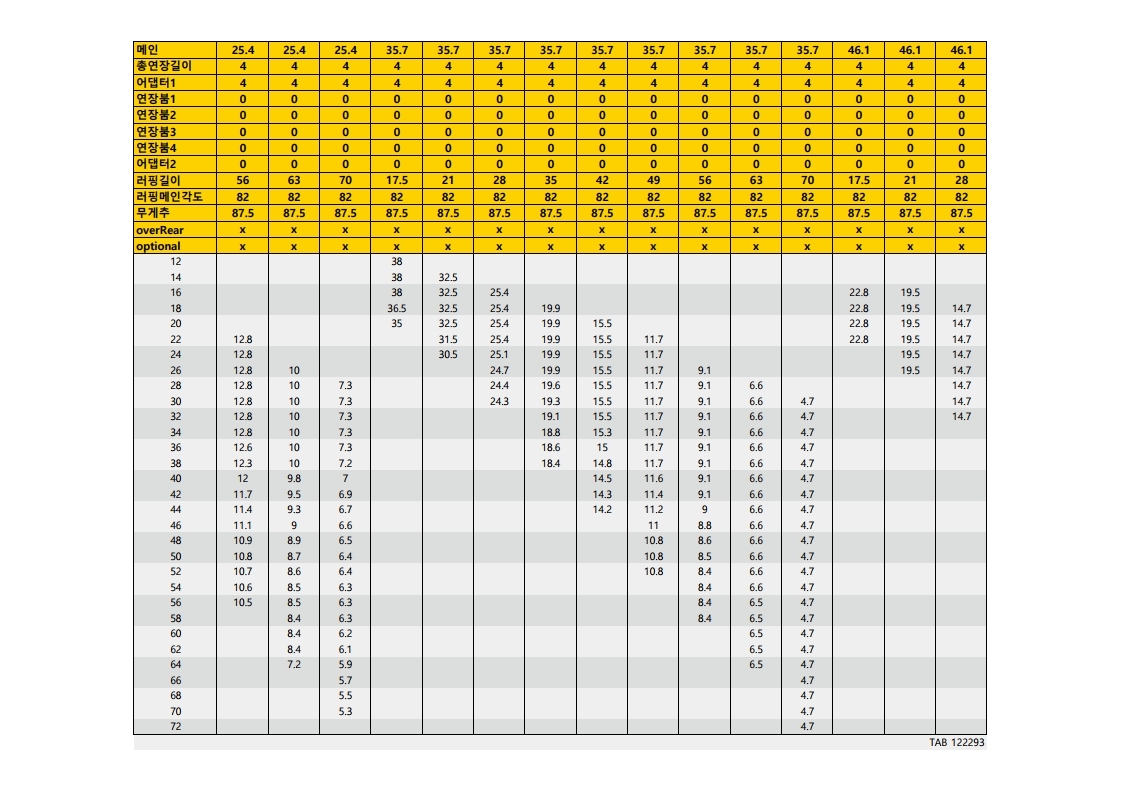 메인 25.4 25.4 25.4 35.7 35.7 35.7 35.7 35.7 35.7 35.7 35.7 35.7 46.1 46.1 46.1
총연장길이 4 4 4 4 4 4 4 4 4 4 4 4 4 4 4
어댑터1 4 4 4 4 4 4 4 4 4 4 4 4 4 4 4
연장붐1 0 0 0 0 0 0 0 0 0 0 0 0 0 0 0
연장붐2 0 0 0 0 0 0 0 0 0 0 0 0 0 0 0
연장붐3 0 0 0 0 0 0 0 0 0 0 0 0 0 0 0
연장붐4 0 0 0 0 0 0 0 0 0 0 0 0 0 0 0
어댑터2 0 0 0 0 0 0 0 0 0 0 0 0 0 0 0
러핑길이 56 63 70 17.5 21 28 35 42 49 56 63 70 17.5 21 28
러핑메인각도 82 82 82 82 82 82 82 82 82 82 82 82 82 82 82
무게추 87.5 87.5 87.5 87.5 87.5 87.5 87.5 87.5 87.5 87.5 87.5 87.5 87.5 87.5 87.5
overRear x x x x x x x x x x x x x x x
optional x x x x x x x x x x x x x x x
12 38
14 38 32.5
16 38 32.5 25.4 22.8 19.5
18 36.5 32.5 25.4 19.9 22.8 19.5 14.7
20 35 32.5 25.4 19.9 15.5 22.8 19.5 14.7
22 12.8 31.5 25.4 19.9 15.5 11.7 22.8 19.5 14.7
24 12.8 30.5 25.1 19.9 15.5 11.7 19.5 14.7
26 12.8 10 24.7 19.9 15.5 11.7 9.1 19.5 14.7
28 12.8 10 7.3 24.4 19.6 15.5 11.7 9.1 6.6 14.7
30 12.8 10 7.3 24.3 19.3 15.5 11.7 9.1 6.6 4.7 14.7
32 12.8 10 7.3 19.1 15.5 11.7 9.1 6.6 4.7 14.7
34 12.8 10 7.3 18.8 15.3 11.7 9.1 6.6 4.7
36 12.6 10 7.3 18.6 15 11.7 9.1 6.6 4.7
38 12.3 10 7.2 18.4 14.8 11.7 9.1 6.6 4.7
40 12 9.8 7 14.5 11.6 9.1 6.6 4.7
42 11.7 9.5 6.9 14.3 11.4 9.1 6.6 4.7
44 11.4 9.3 6.7 14.2 11.2 9 6.6 4.7
46 11.1 9 6.6 11 8.8 6.6 4.7
48 10.9 8.9 6.5 10.8 8.6 6.6 4.7
50 10.8 8.7 6.4 10.8 8.5 6.6 4.7
52 10.7 8.6 6.4 10.8 8.4 6.6 4.7
54 10.6 8.5 6.3 8.4 6.6 4.7
56 10.5 8.5 6.3 8.4 6.5 4.7
58 8.4 6.3 8.4 6.5 4.7
60 8.4 6.2 6.5 4.7
62 8.4 6.1 6.5 4.7
64 7.2 5.9 6.5 4.7
66 5.7 4.7
68 5.5 4.7
70 5.3 4.7
72 4.7
TAB 122293